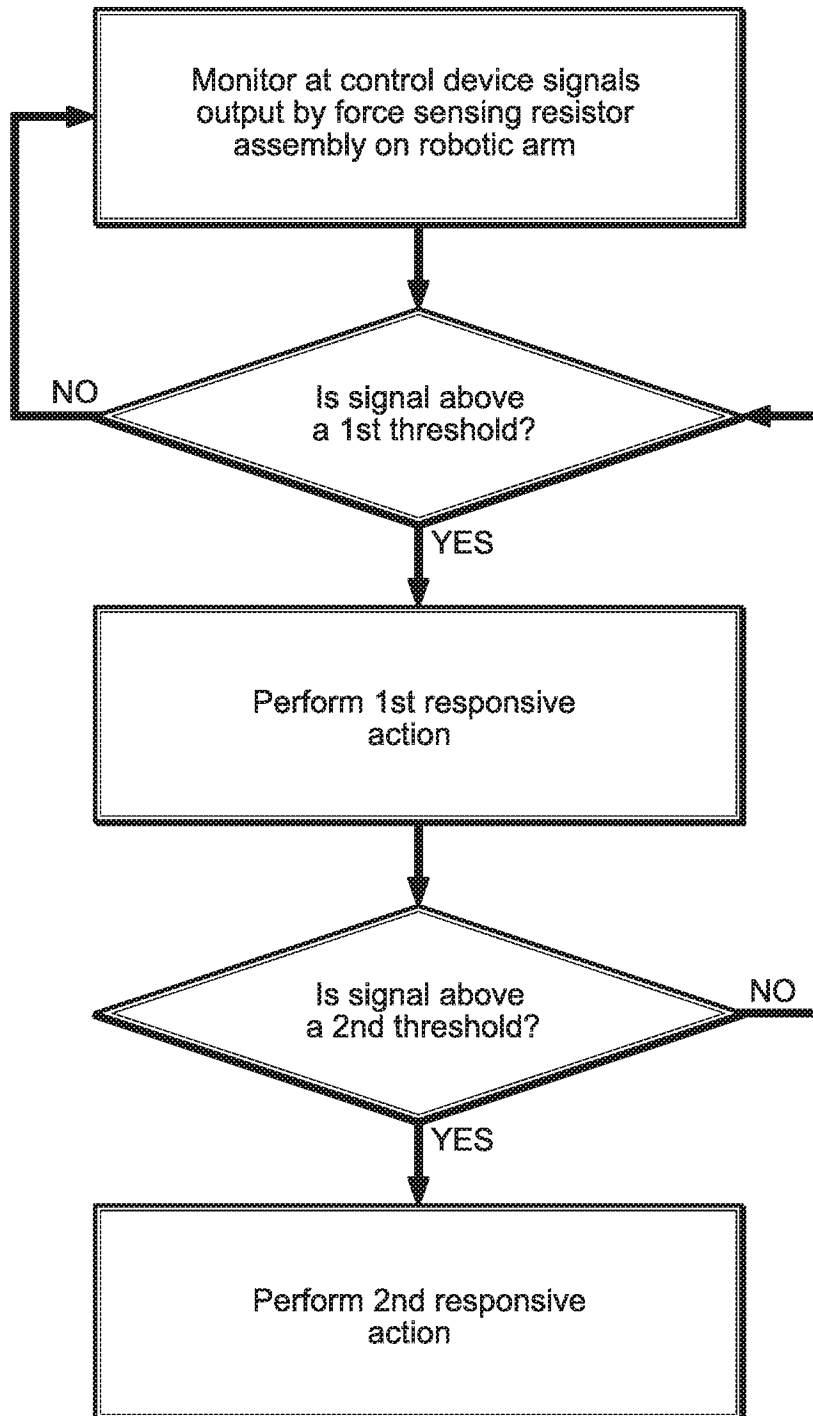 Monitor at control device signals
output by force sensing resistor
assembly on robotic arm
NO
Is signal above
a 1st threshold?
YES
Perform 1st responsive
action
Is signal above
a 2nd threshold?
NO
YES
Perform 2nd responsive
action